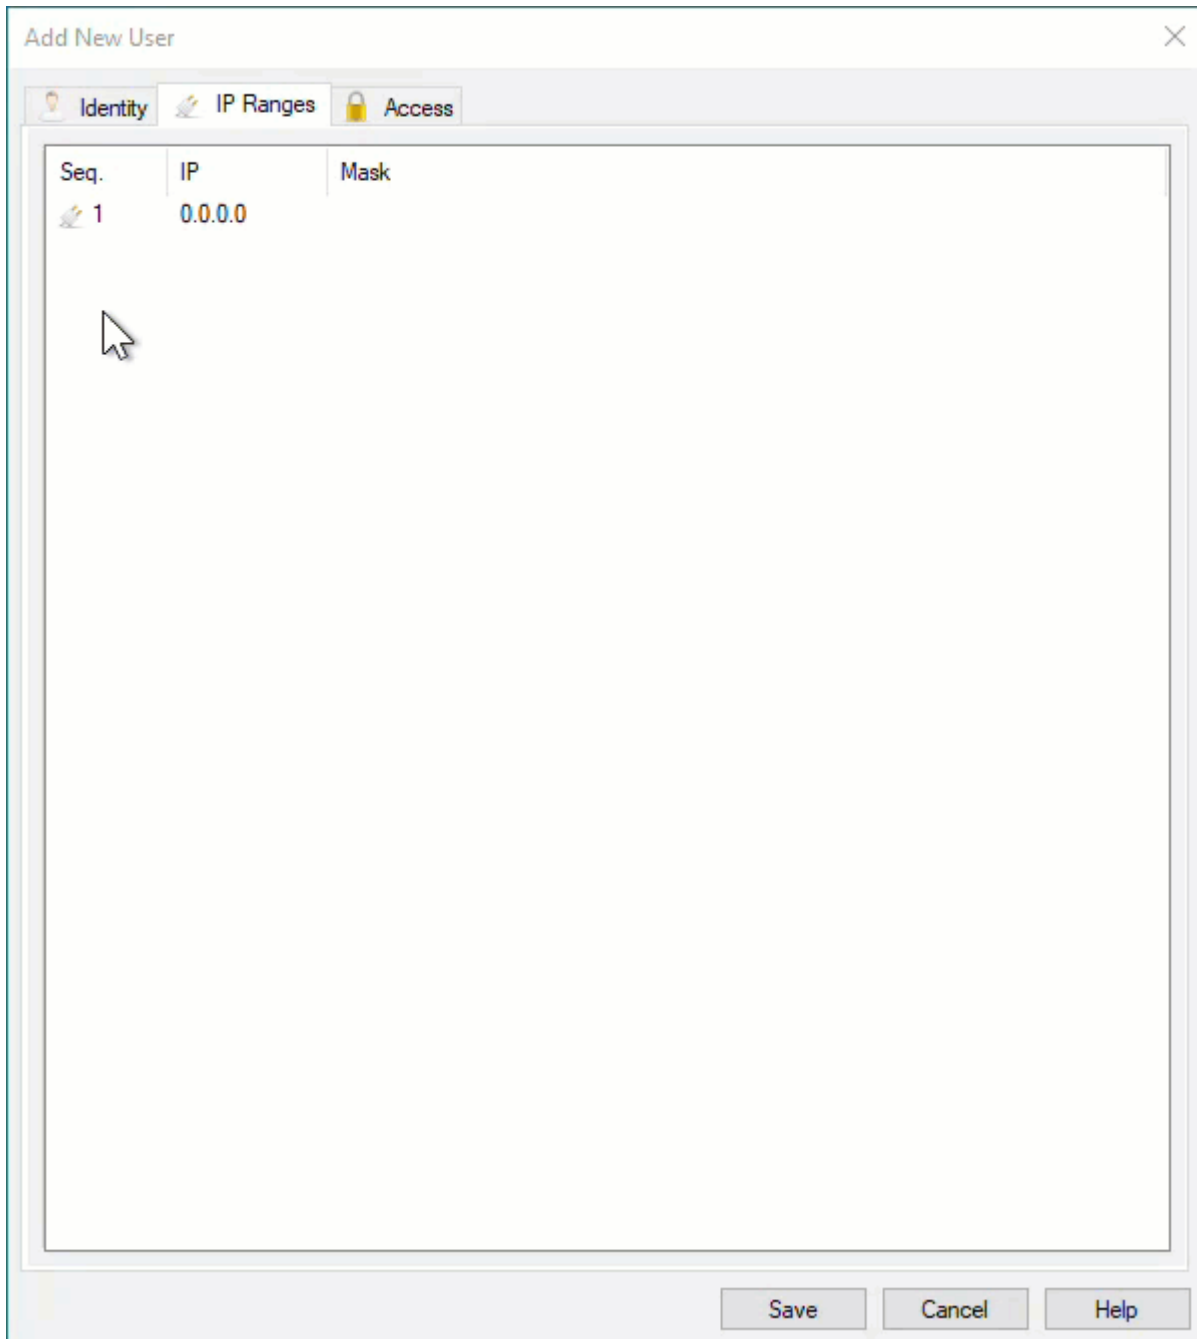 Add New User
Identity IP Ranges Access
Seq. IP Mask
1 0.0.0.0
Save Cancel Help